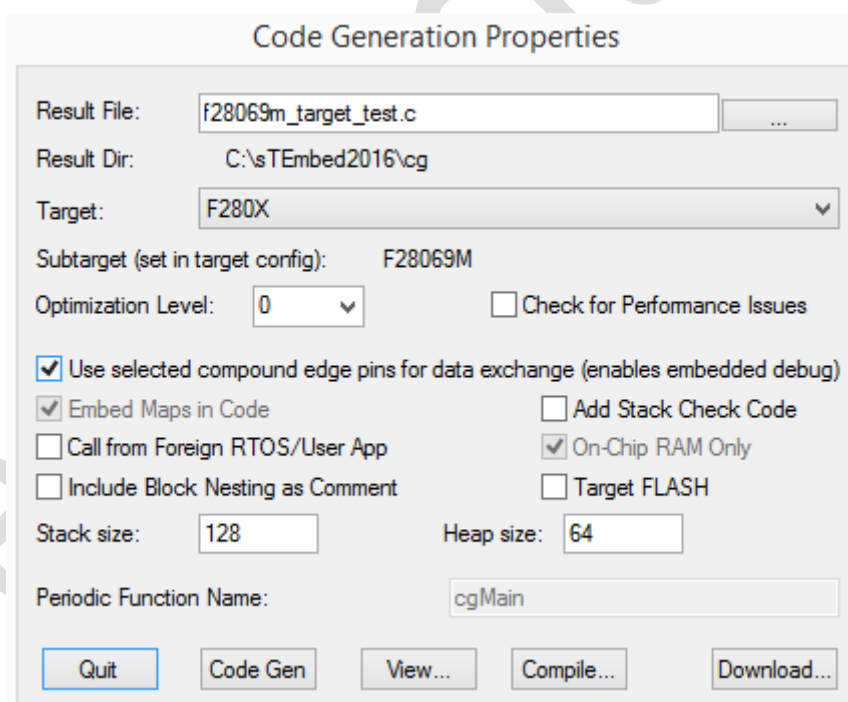 Code Generation Properties
Result File: f28069m_target_test.c ...
Result Dir: C:\sTEmbed2016\cg
Target: F280X
Subtarget (set in target config): F28069M
Optimization Level: 0 Check for Performance Issues
Use selected compound edge pins for data exchange (enables embedded debug)
Embed Maps in Code Add Stack Check Code
Call from Foreign RTOS/User App On-Chip RAM Only
Include Block Nesting as Comment Target FLASH
Stack size: 128 Heap size: 64
Periodic Function Name: cgMain
Quit Code Gen View... Compile... Download...